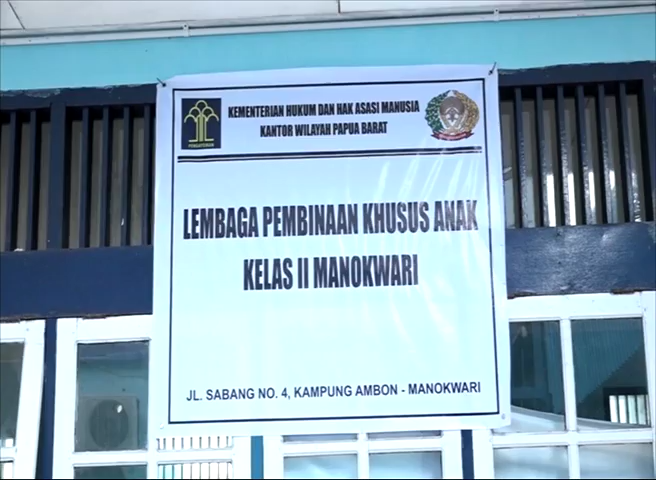 KEMENTERIAN HUKUM DAN HAK ASASI MANUSIA
KANTOR WILAYAH PAPUA BARAT
PENGAYOMAN
LEMBAGA PEMBINAAN KHUSUS ANAK
KELAS II MANOKWARI
JL. SABANG NO. 4, KAMPUNG AMBON - MANOKWARI